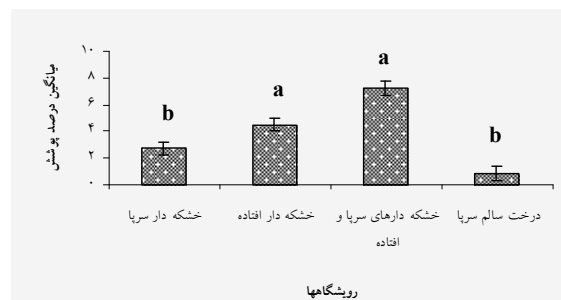 میانگین درصد پوشش
۱۰
۸
۶
۴
۲
۰
b
a
a
b
خشکه دار سرپا
خشکه دار افتاده
خشکه دارهای سرپا و
افتاده
درخت سالم سرپا
رویشگاهها